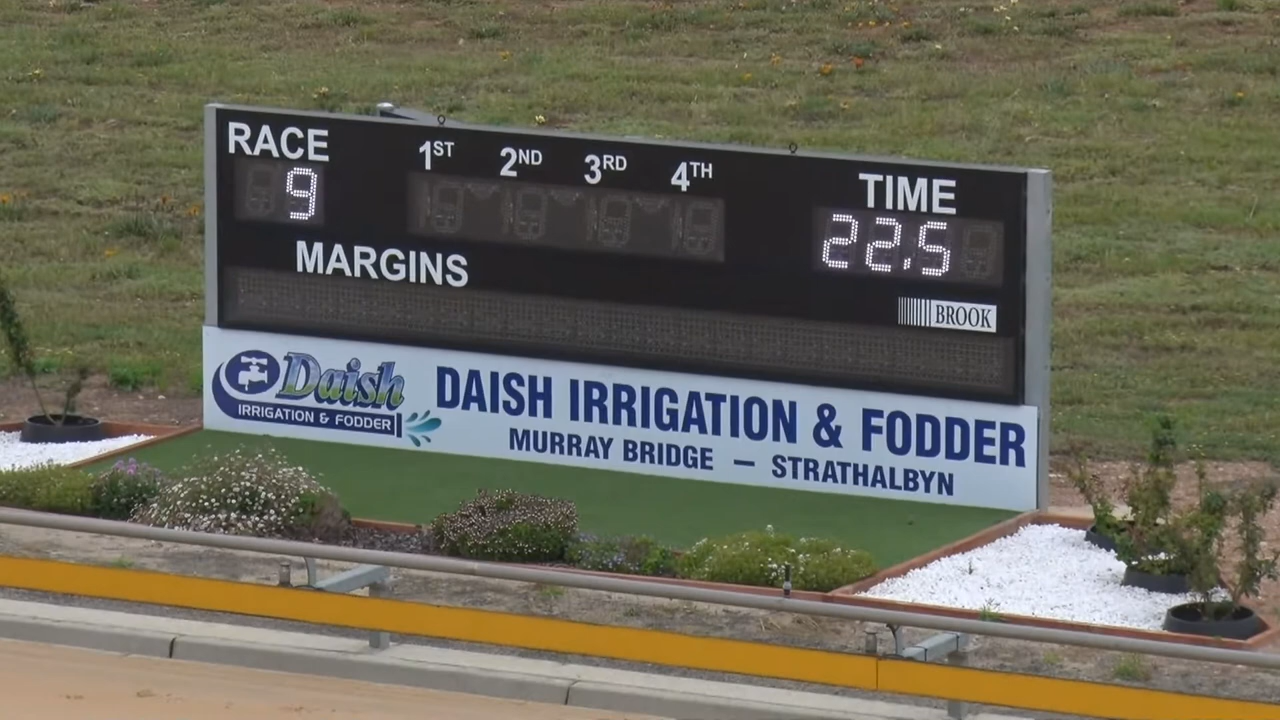 RACE 1ST 2ND 3RD 4TH TIME
9 22.5
MARGINS
BROOK
Daish
IRRIGATION & FODDER
DAISH IRRIGATION & FODDER
MURRAY BRIDGE — STRATHALBYN